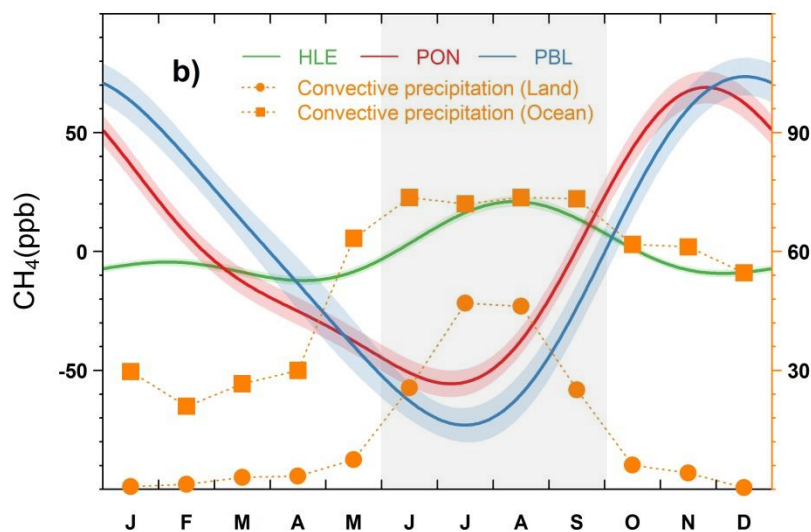 b)
HLE PON PBL
Convective precipitation (Land)
Convective precipitation (Ocean)
CH₄(ppb)
50
0
-50
90
60
30
J F M A M J J A S O N D